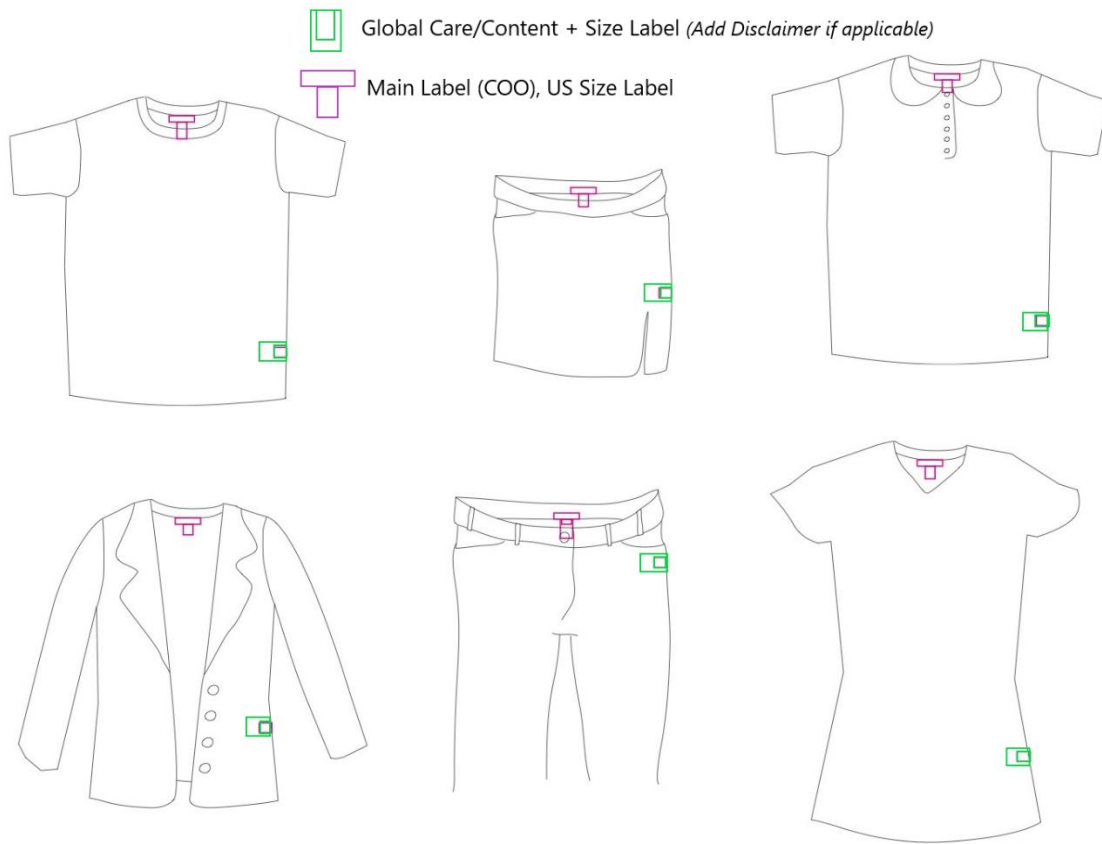 Global Care/Content + Size Label (Add Disclaimer if applicable)
Main Label (COO), US Size Label